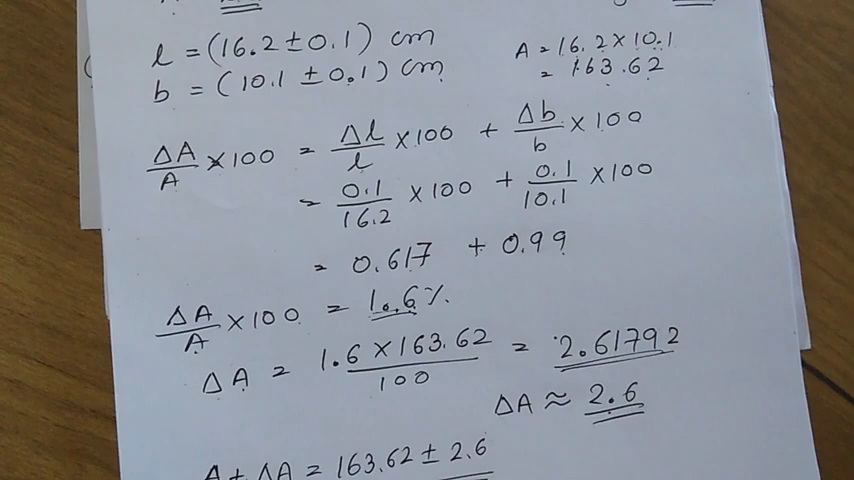 l = (16.2 ± 0.1) cm
b = (10.1 ± 0.1) cm
A = 16.2 × 10.1
= 163.62
ΔA/A × 100 = Δl/l × 100 + Δb/b × 100
= 0.1/16.2 × 100 + 0.1/10.1 × 100
= 0.617 + 0.99
ΔA/A × 100 = 1.6%
ΔA = 1.6 × 163.62/100 = 2.61792
ΔA ≈ 2.6
A ± ΔA = 163.62 ± 2.6